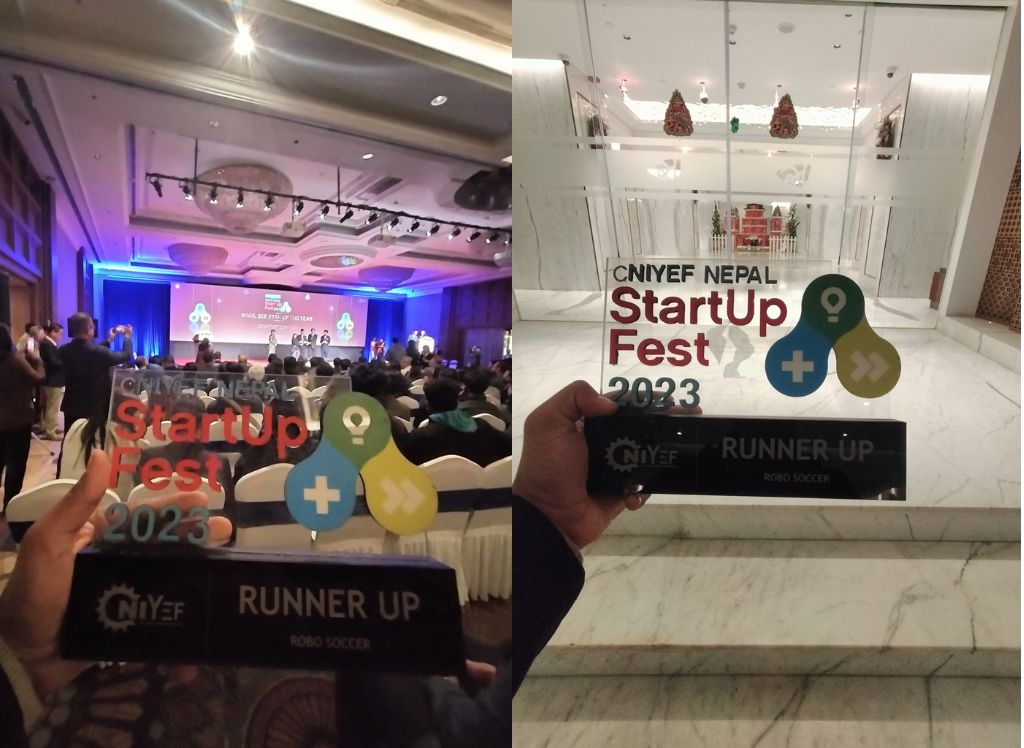 CNIYEF NEPAL
StartUp
Fest
2023
CNIYEF
RUNNER UP
ROBO SOCCER
CNIYEF NEPAL
StartUp
Fest
2023
CNIYEF
RUNNER UP
ROBO SOCCER